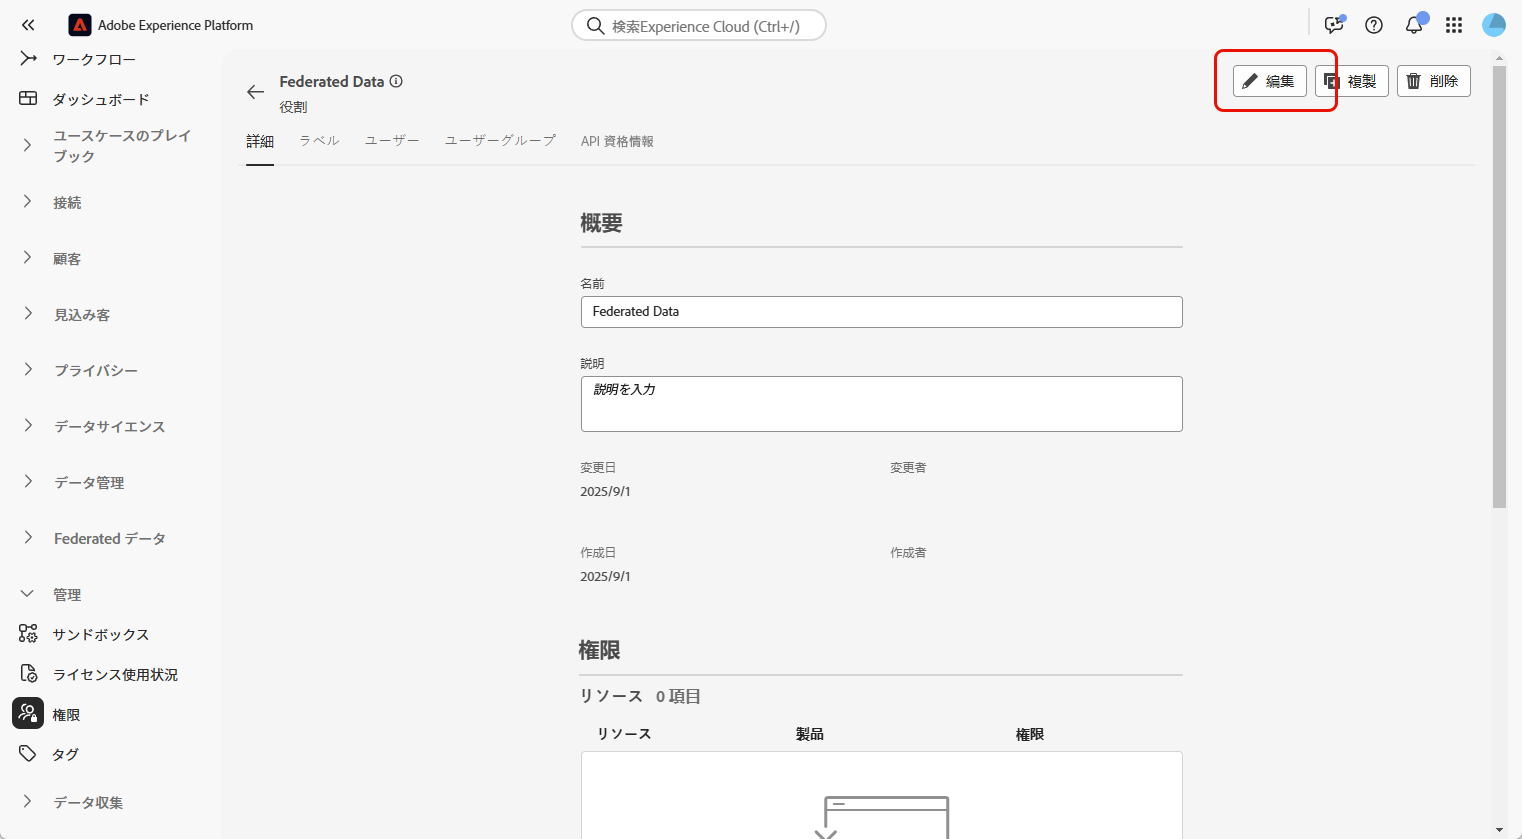 Adobe Experience Platform
検索Experience Cloud (Ctrl+/)
ワークフロー
ダッシュボード
ユースケースのプレイ
ブック
接続
顧客
見込み客
プライバシー
データサイエンス
データ管理
Federated データ
管理
サンドボックス
ライセンス使用状況
権限
タグ
データ収集
Federated Data
役割
編集
複製
削除
詳細 ラベル ユーザー ユーザーグループ API 資格情報
概要
名前
Federated Data
説明
説明を入力
変更日 変更者
2025/9/1
作成日 作成者
2025/9/1
権限
リソース 0 項目
リソース 製品 権限